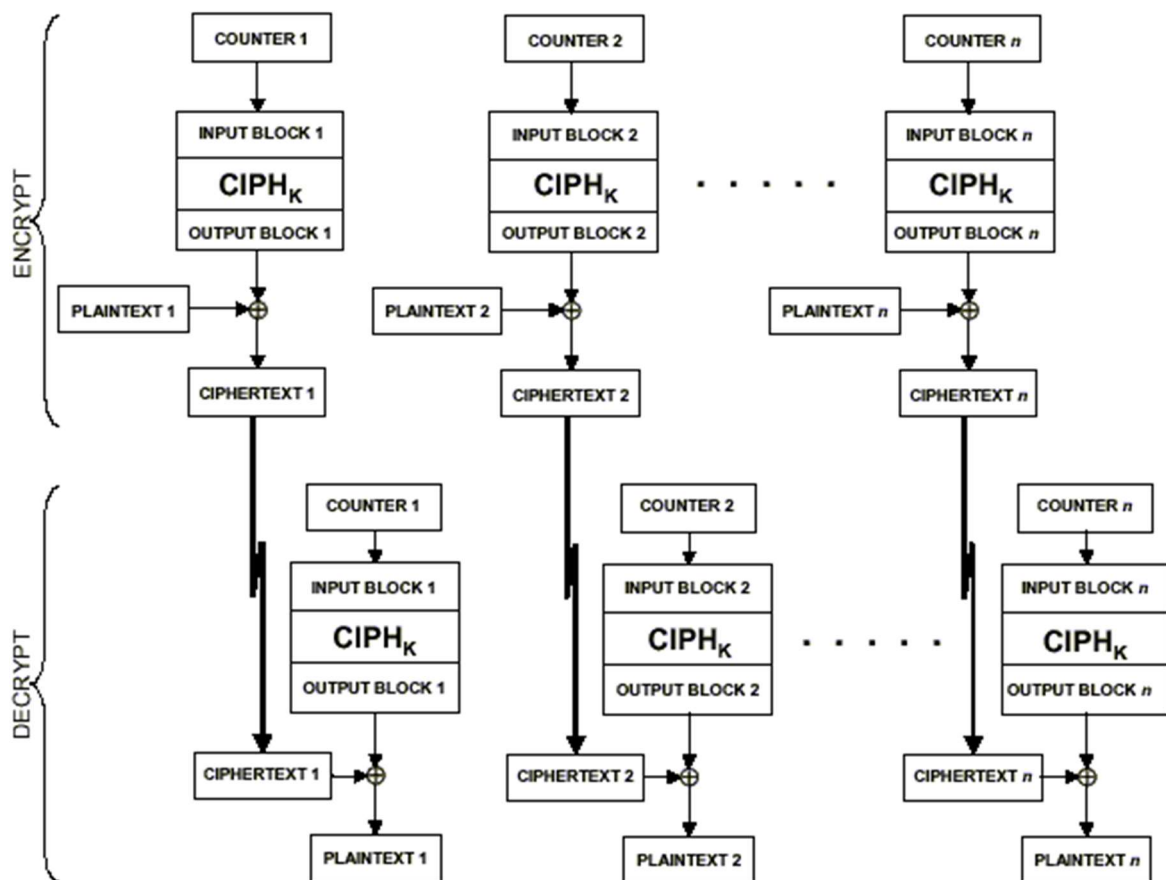 ENCRYPT
COUNTER 1
COUNTER 2
COUNTER n
INPUT BLOCK 1
INPUT BLOCK 2
INPUT BLOCK n
CIPHK
CIPHK
. . . . .
CIPHK
OUTPUT BLOCK 1
OUTPUT BLOCK 2
OUTPUT BLOCK n
PLAINTEXT 1
PLAINTEXT 2
PLAINTEXT n
CIPHERTEXT 1
CIPHERTEXT 2
CIPHERTEXT n
DECRYPT
COUNTER 1
COUNTER 2
COUNTER n
INPUT BLOCK 1
INPUT BLOCK 2
INPUT BLOCK n
CIPHK
CIPHK
. . . . .
CIPHK
OUTPUT BLOCK 1
OUTPUT BLOCK 2
OUTPUT BLOCK n
CIPHERTEXT 1
CIPHERTEXT 2
CIPHERTEXT n
PLAINTEXT 1
PLAINTEXT 2
PLAINTEXT n